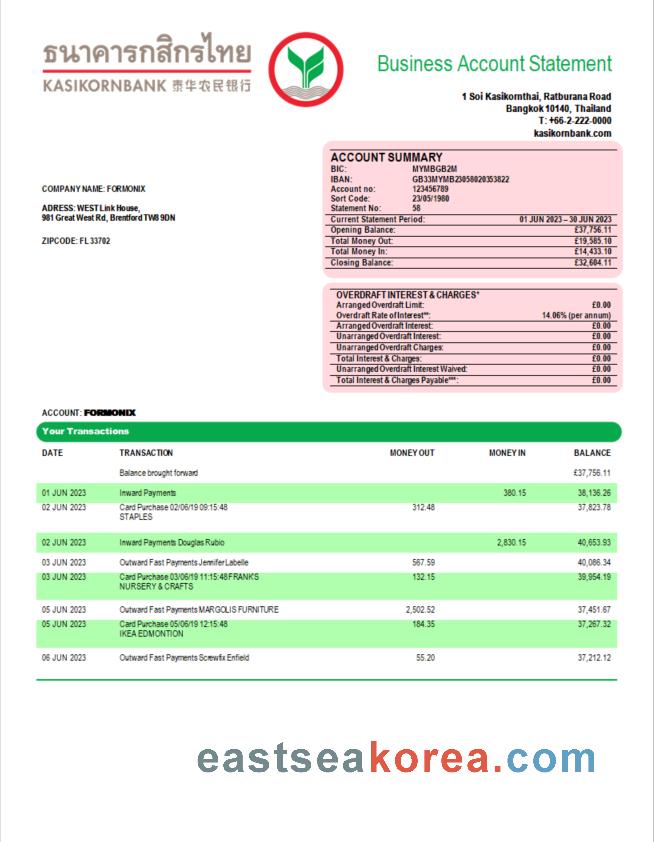 ธนาคารกสิกรไทย
KASIKORNBANK 泰华农民银行
Business Account Statement
1 Soi Kasikornthai, Ratburana Road
Bangkok 10140, Thailand
T: +66-2-222-0000
kasikornbank.com
COMPANY NAME: FORMONIX
ADRESS: WEST Link House,
981 Great West Rd, Brentford TW8 9DN
ZIPCODE: FL 33702
ACCOUNT SUMMARY
BIC: MYMBGB2M
IBAN: GB33MYMB23058020353822
Account no: 123456789
Sort Code: 23/05/1980
Statement No: 58
Current Statement Period: 01 JUN 2023 – 30 JUN 2023
Opening Balance: £37,756.11
Total Money Out: £19,585.10
Total Money In: £14,433.10
Closing Balance: £32,604.11
OVERDRAFT INTEREST & CHARGES*
Arranged Overdraft Limit: £0.00
Overdraft Rate of Interest**: 14.06% (per annum)
Arranged Overdraft Interest: £0.00
Unarranged Overdraft Interest: £0.00
Unarranged Overdraft Charges: £0.00
Total Interest & Charges: £0.00
Unarranged Overdraft Interest Waived: £0.00
Total Interest & Charges Payable***: £0.00
ACCOUNT: FORMONIX
Your Transactions
DATE TRANSACTION MONEY OUT MONEY IN BALANCE
Balance brought forward £37,756.11
01 JUN 2023 Inward Payments 380.15 38,136.26
02 JUN 2023 Card Purchase 02/06/19 09:15:48 312.48 37,823.78
STAPLES
02 JUN 2023 Inward Payments Douglas Rubio 2,830.15 40,653.93
03 JUN 2023 Outward Fast Payments Jennifer Labelle 567.59 40,086.34
03 JUN 2023 Card Purchase 03/06/19 11:15:48 FRANKS 132.15 39,954.19
NURSERY & CRAFTS
05 JUN 2023 Outward Fast Payments MARGOLIS FURNITURE 2,502.52 37,451.67
05 JUN 2023 Card Purchase 05/06/19 12:15:48 184.35 37,267.32
IKEA EDMONTION
06 JUN 2023 Outward Fast Payments Screwfix Enfield 55.20 37,212.12
eastseakorea.com